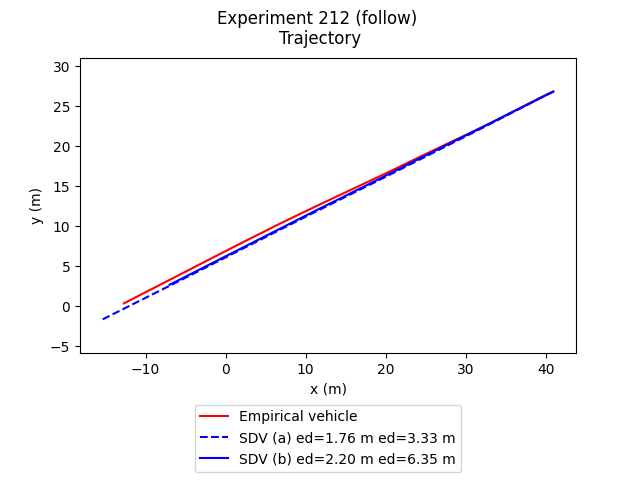 Experiment 212 (follow)
Trajectory
30
25
20
15
10
5
0
−5
y (m)
−10
0
10
20
30
40
x (m)
Empirical vehicle
SDV (a) ed=1.76 m ed=3.33 m
SDV (b) ed=2.20 m ed=6.35 m